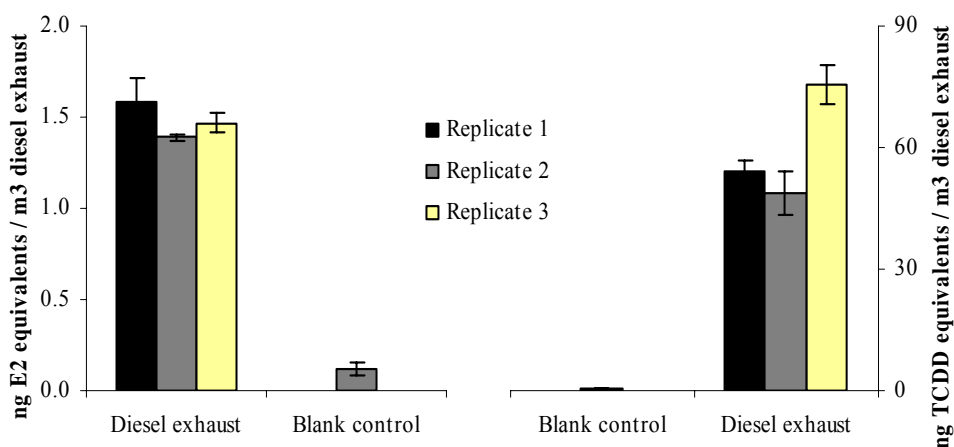 ng E2 equivalents / m3 diesel exhaust
2.0
1.5
1.0
0.5
0.0
Diesel exhaust
Blank control
Replicate 1
Replicate 2
Replicate 3
Blank control
Diesel exhaust
90
60
30
0
ng TCDD equivalents / m3 diesel exhaust